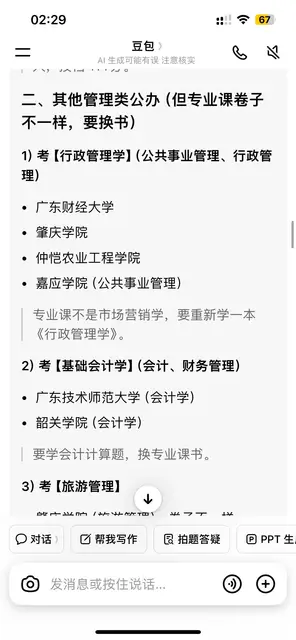 02:29
67
豆包
AI 生成可能有误 注意核实
二、其他管理类公办（但专业课卷子
不一样，要换书）
1) 考【行政管理学】（公共事业管理、行政管
理）
• 广东财经大学
• 肇庆学院
• 仲恺农业工程学院
• 嘉应学院（公共事业管理）
专业课不是市场营销学，要重新学一本
《行政管理学》。
2) 考【基础会计学】（会计、财务管理）
• 广东技术师范大学（会计学）
• 韶关学院（会计学）
要学会计计算题，换专业课书。
3) 考【旅游管理】
对话
帮我写作
拍题答疑
PPT 生
发消息或按住说话...